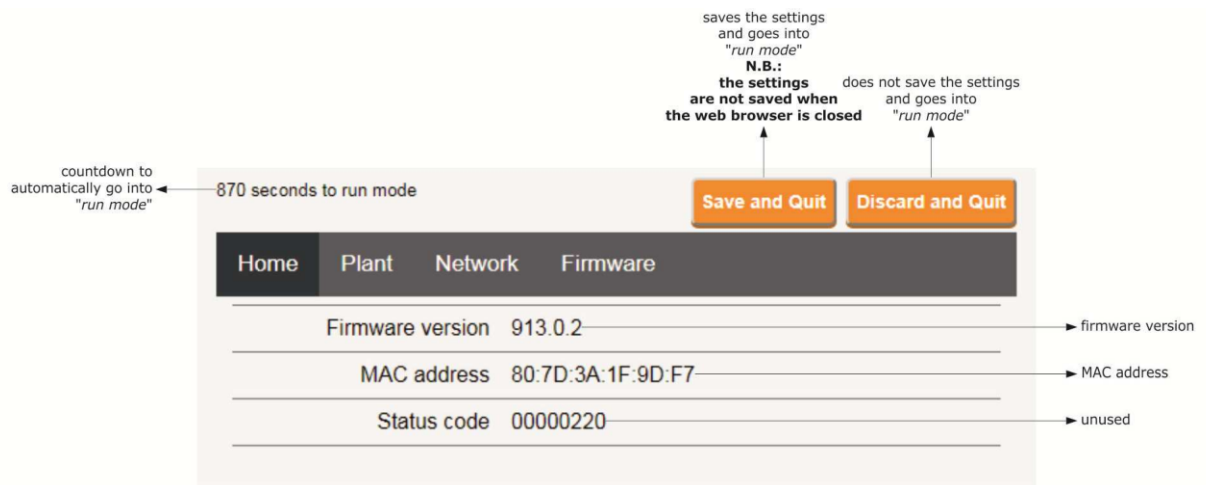 saves the settings
and goes into
"run mode"
N.B.:
the settings
are not saved when
the web browser is closed
does not save the settings
and goes into
"run mode"
countdown to
automatically go into
"run mode"
870 seconds to run mode
Save and Quit
Discard and Quit
Home Plant Network Firmware
Firmware version 913.0.2
firmware version
MAC address 80:7D:3A:1F:9D:F7
MAC address
Status code 00000220
unused